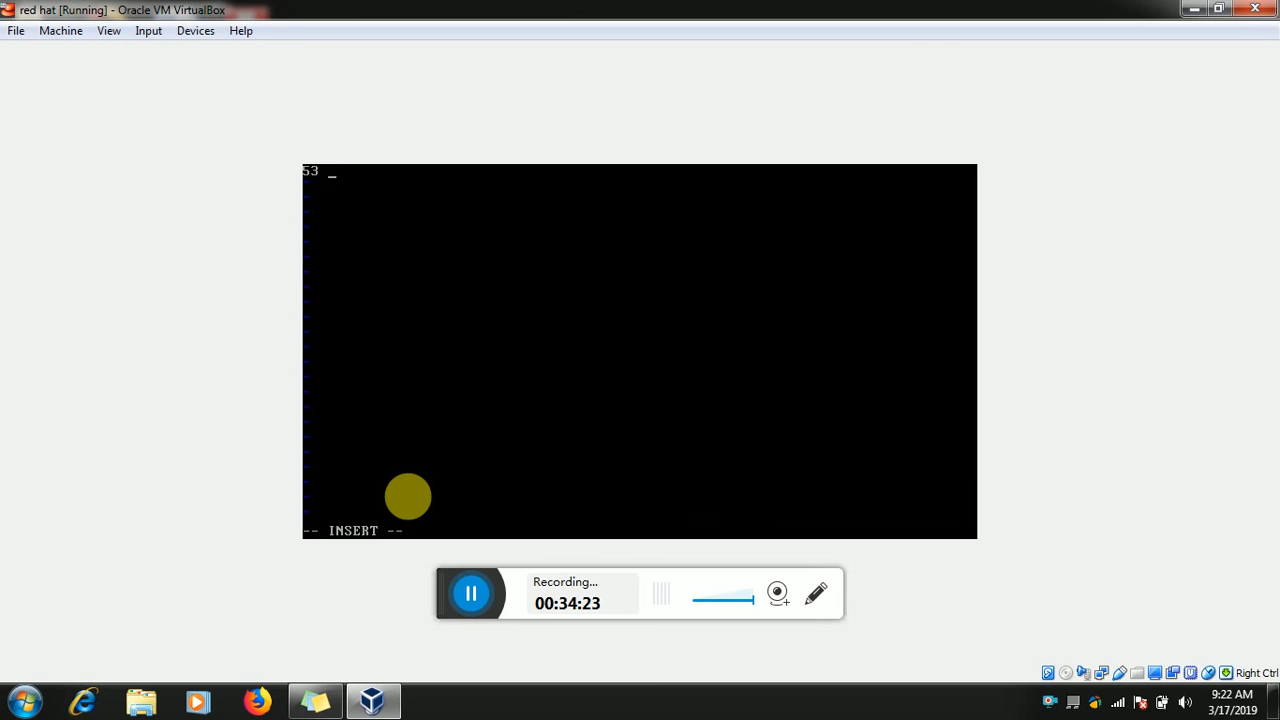 red hat [Running] - Oracle VM VirtualBox
File Machine View Input Devices Help
53 _
-- INSERT --
Recording...
00:34:23
Right Ctrl
9:22 AM
3/17/2019